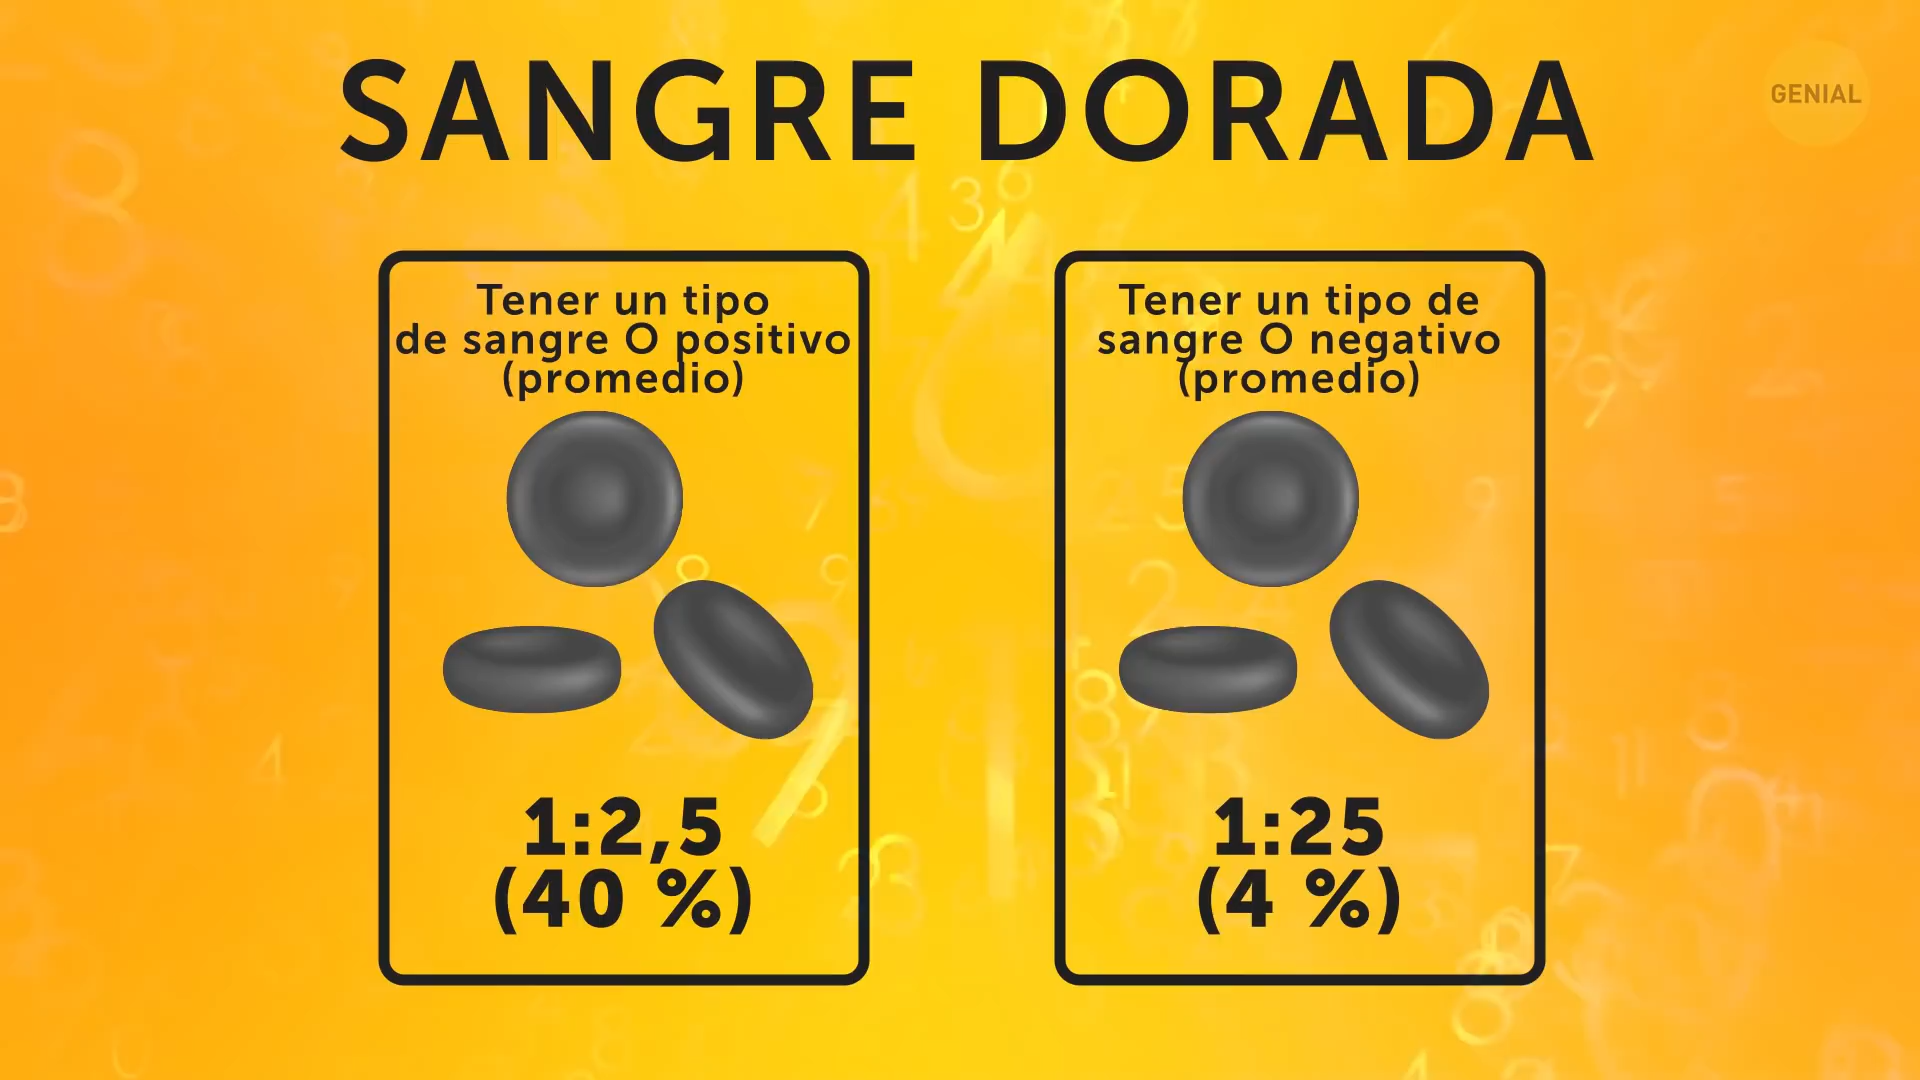 SANGRE DORADA
GENIAL
Tener un tipo
de sangre O positivo
(promedio)
1:2,5
(40 %)
Tener un tipo de
sangre O negativo
(promedio)
1:25
(4 %)